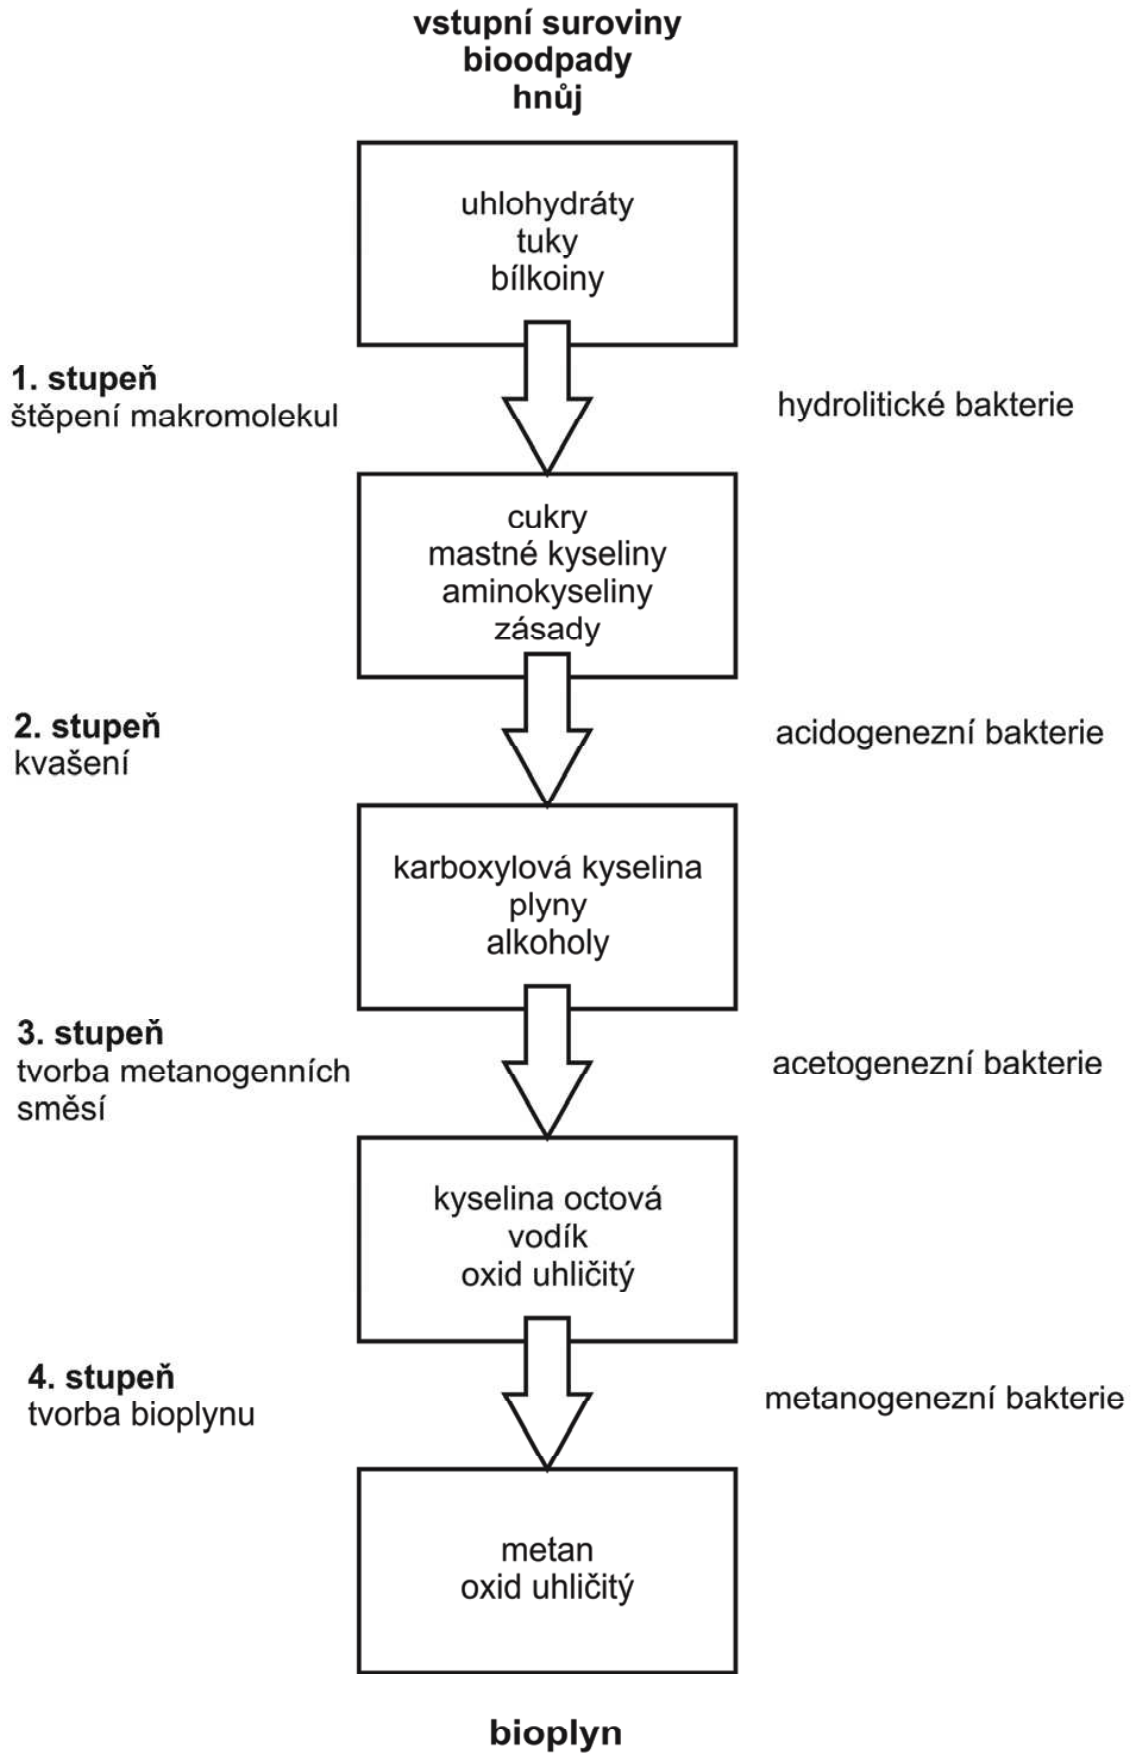 vstupní suroviny
bioodpady
hnůj
uhlohydráty
tuky
bílkoiny
1. stupeň
štěpení makromolekul
hydrolitické bakterie
cukry
mastné kyseliny
aminokyseliny
zásady
2. stupeň
kvašení
acidogenezní bakterie
karboxylová kyselina
plyny
alkoholy
3. stupeň
tvorba metanogenních
směsí
acetogenezní bakterie
kyselina octová
vodík
oxid uhličitý
4. stupeň
tvorba bioplynu
metanogenezní bakterie
metan
oxid uhličitý
bioplyn